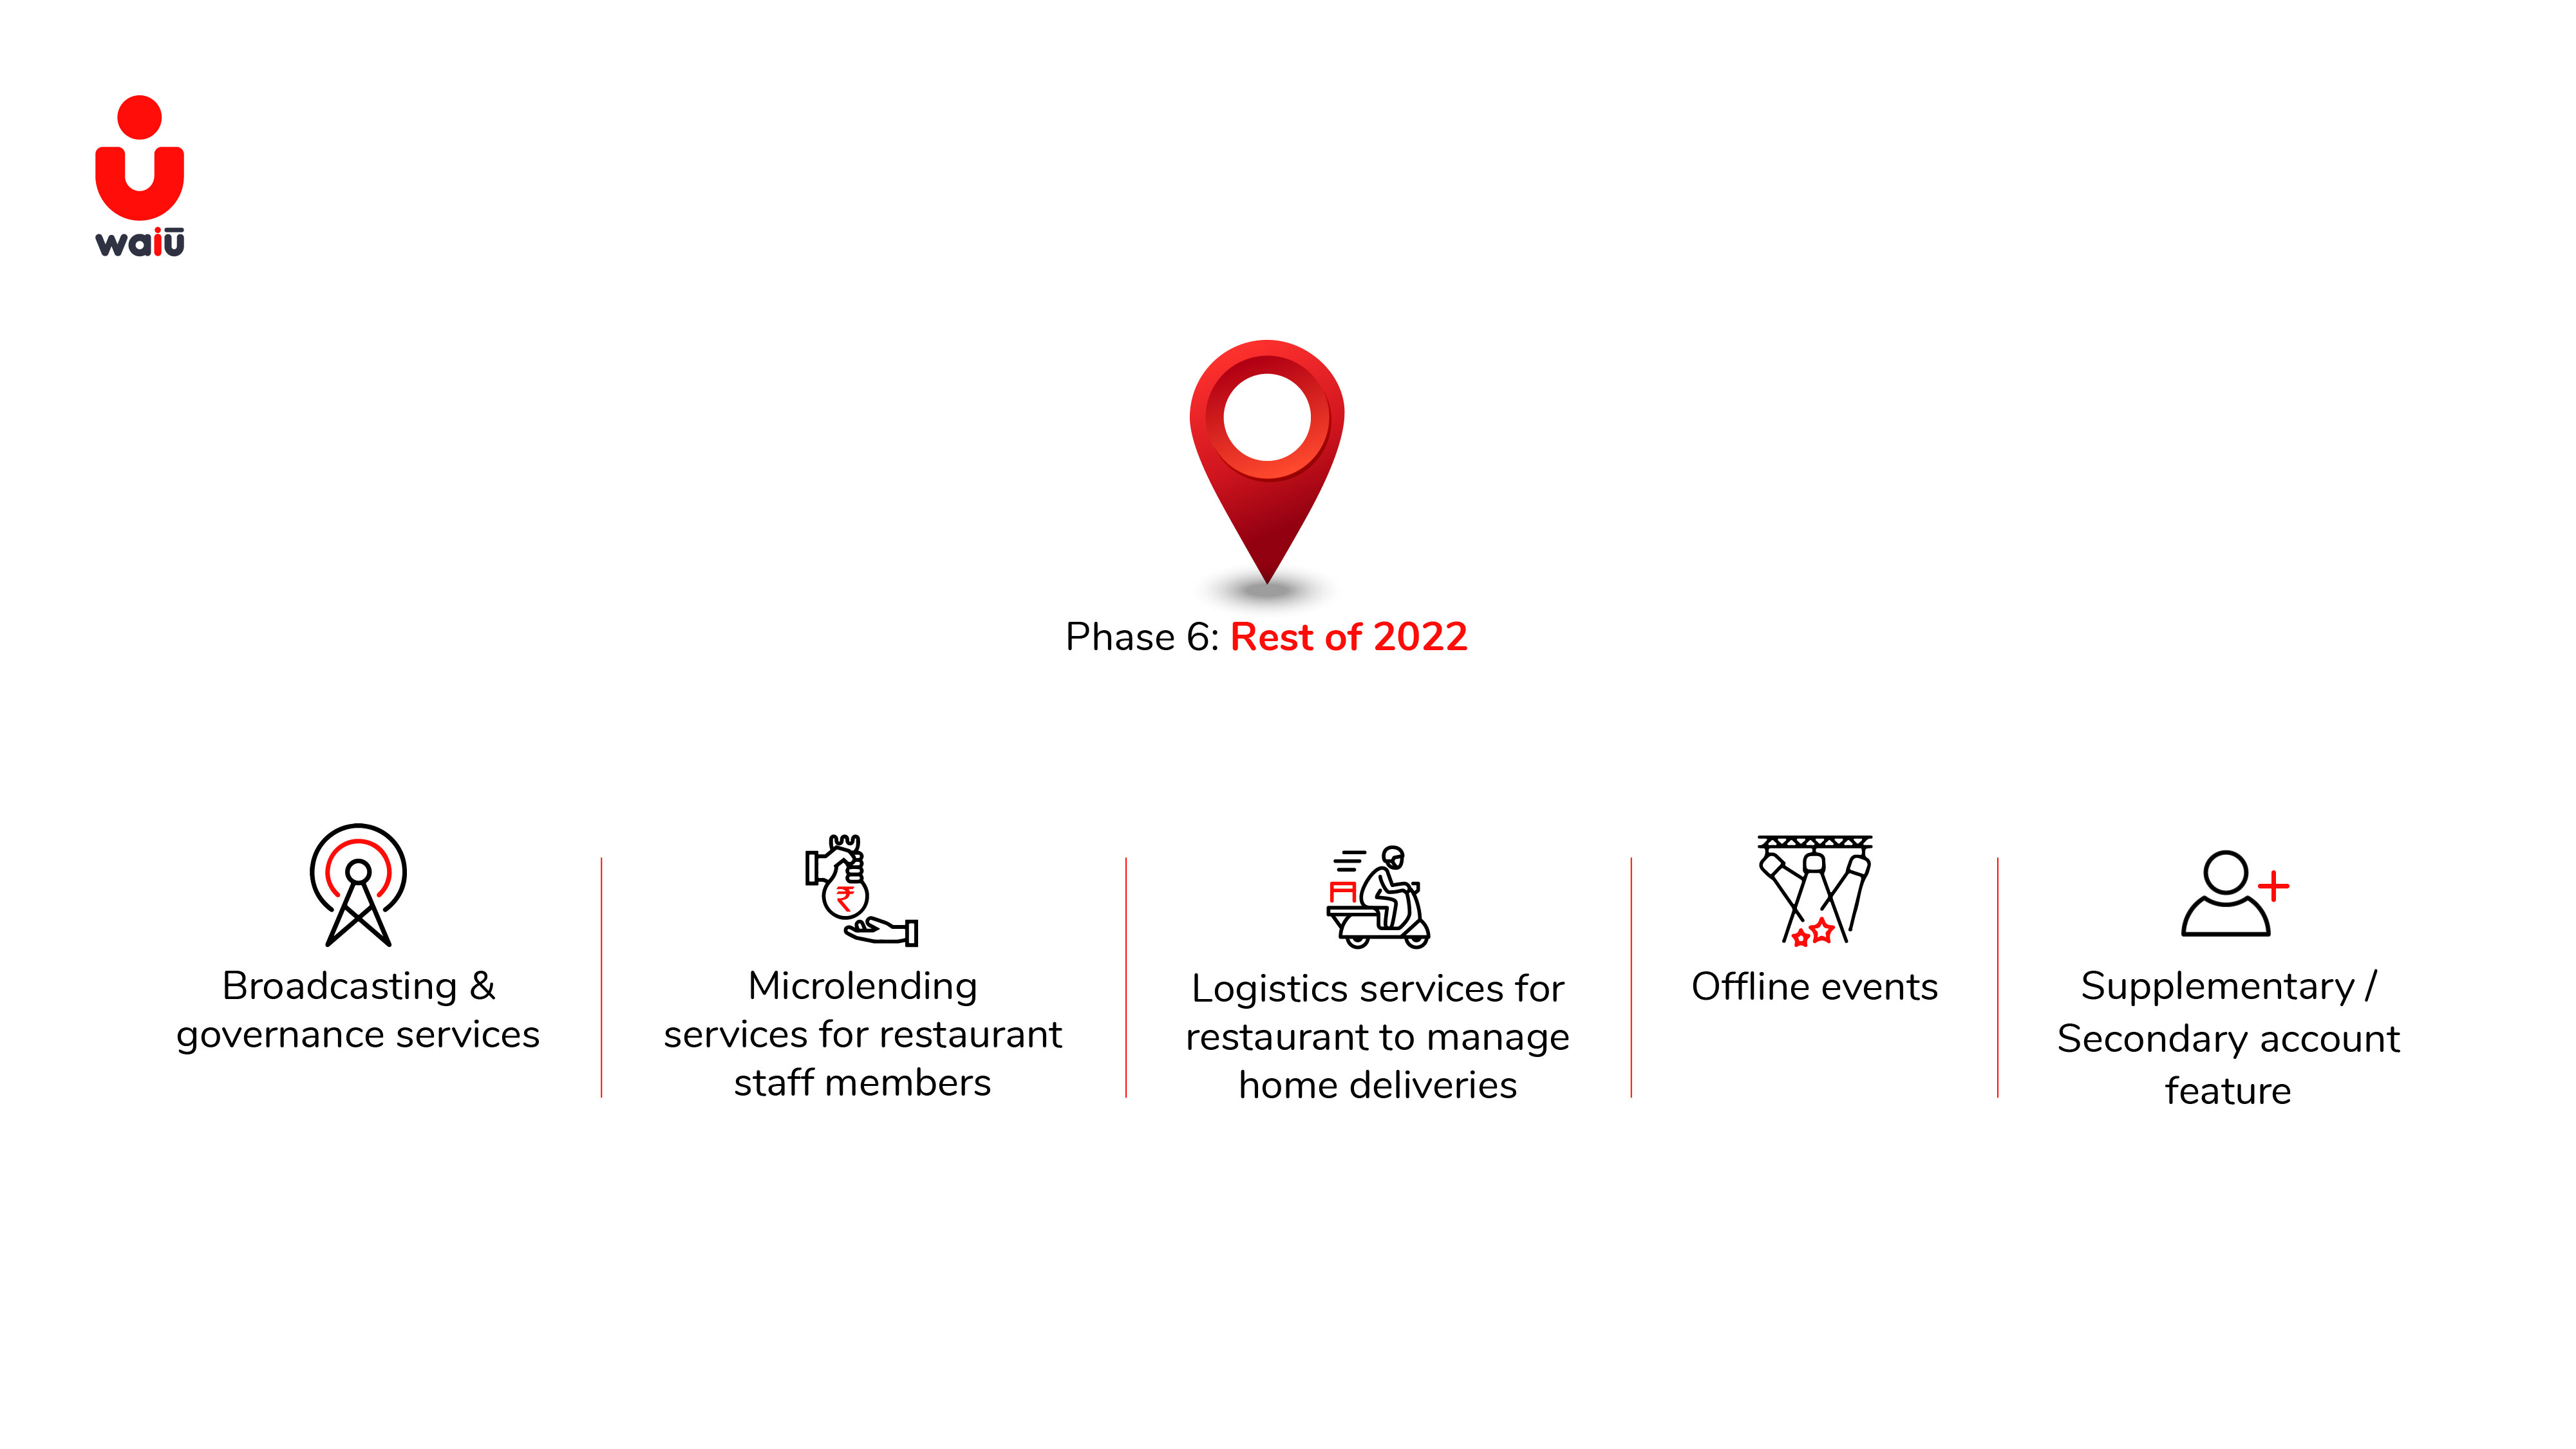 waiū
Phase 6: Rest of 2022
₹
Broadcasting &
governance services
Microlending
services for restaurant
staff members
Logistics services for
restaurant to manage
home deliveries
Offline events
Supplementary /
Secondary account
feature